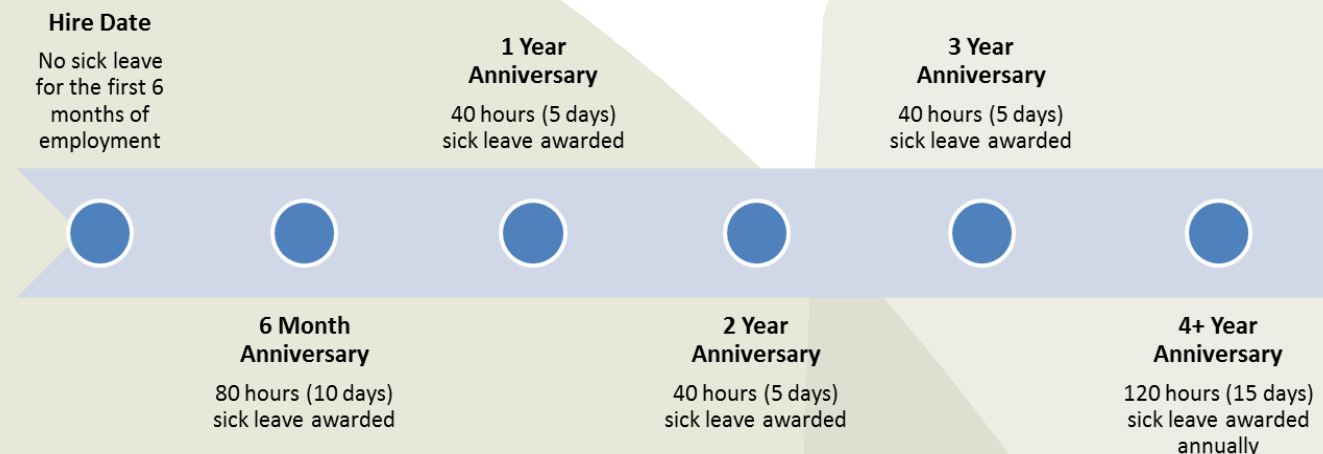 Hire Date
No sick leave
for the first 6
months of
employment
6 Month
Anniversary
80 hours (10 days)
sick leave awarded
1 Year
Anniversary
40 hours (5 days)
sick leave awarded
2 Year
Anniversary
40 hours (5 days)
sick leave awarded
3 Year
Anniversary
40 hours (5 days)
sick leave awarded
4+ Year
Anniversary
120 hours (15 days)
sick leave awarded
annually